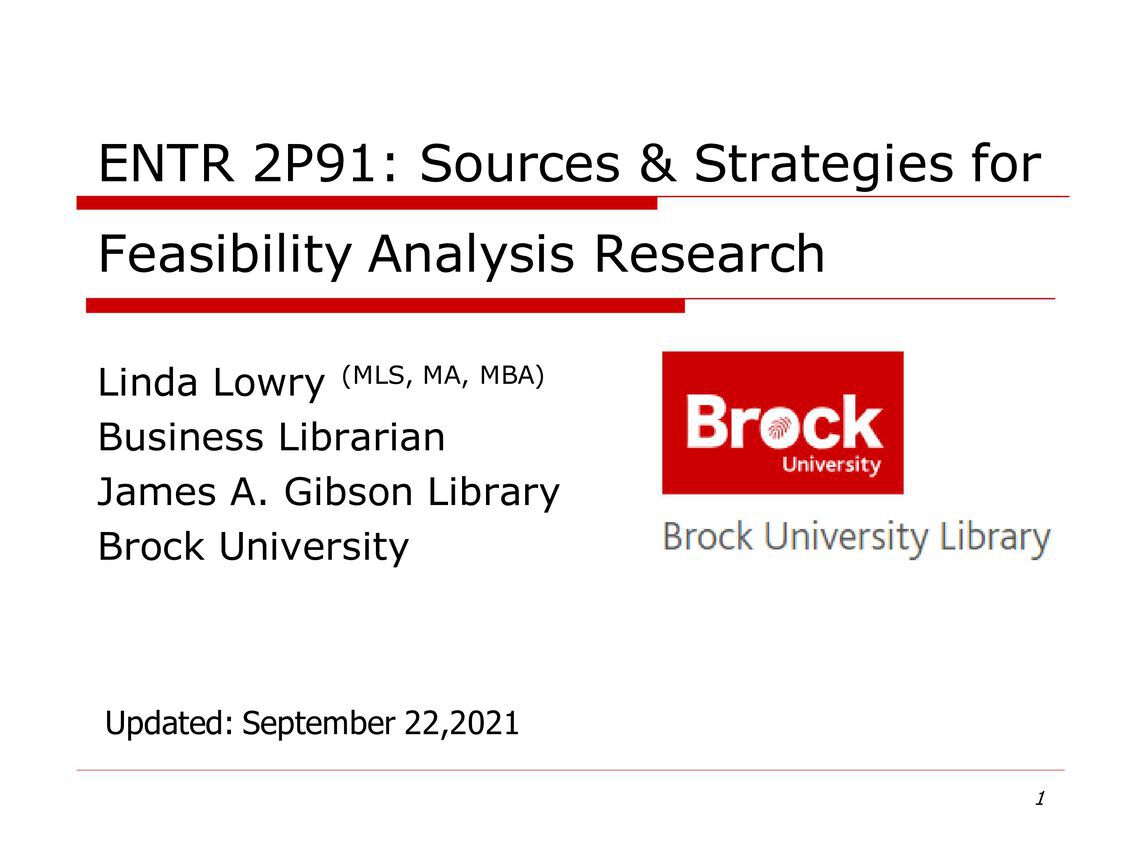 ENTR 2P91: Sources & Strategies for
Feasibility Analysis Research
Linda Lowry (MLS, MA, MBA)
Business Librarian
James A. Gibson Library
Brock University
Brock
University
Brock University Library
Updated: September 22,2021
1